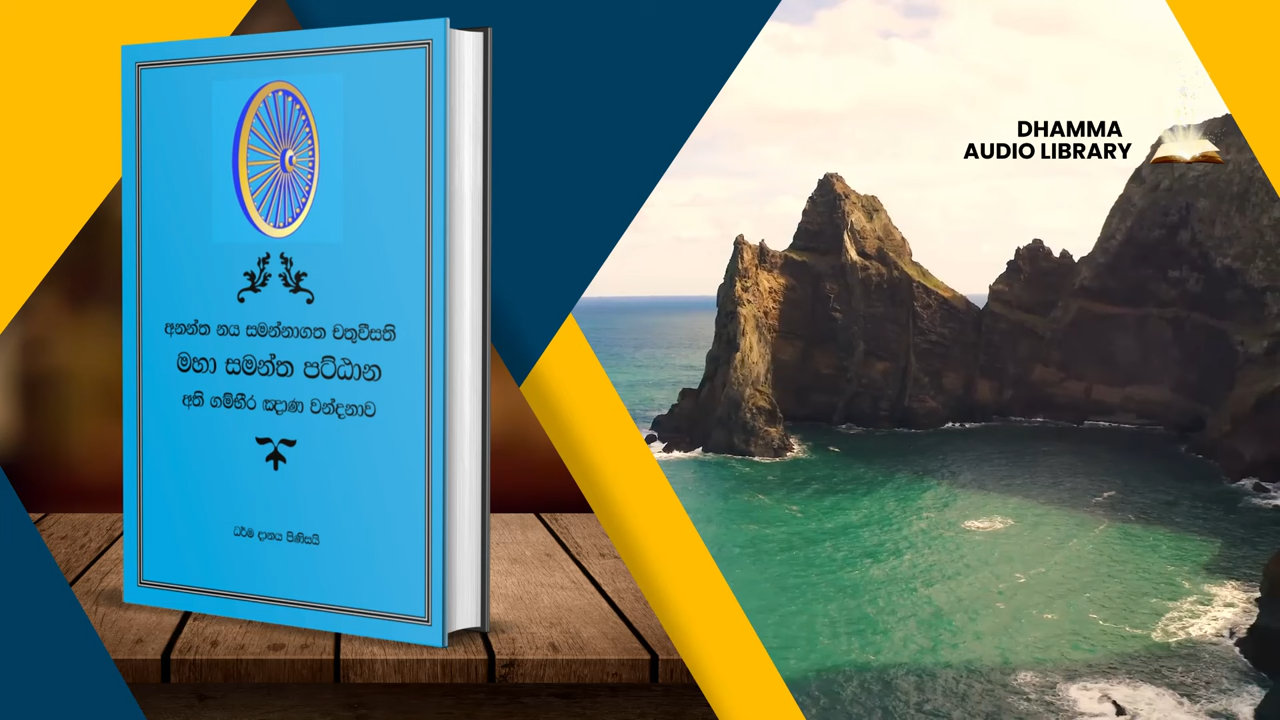 අනන්ත නය සමන්නාගත චතුවීසති
මහා සමන්ත පට්ඨාන
අති ගම්භීර ඤාණ වන්දනාව
ධර්ම දානය පිණිසයි
DHAMMA
AUDIO LIBRARY